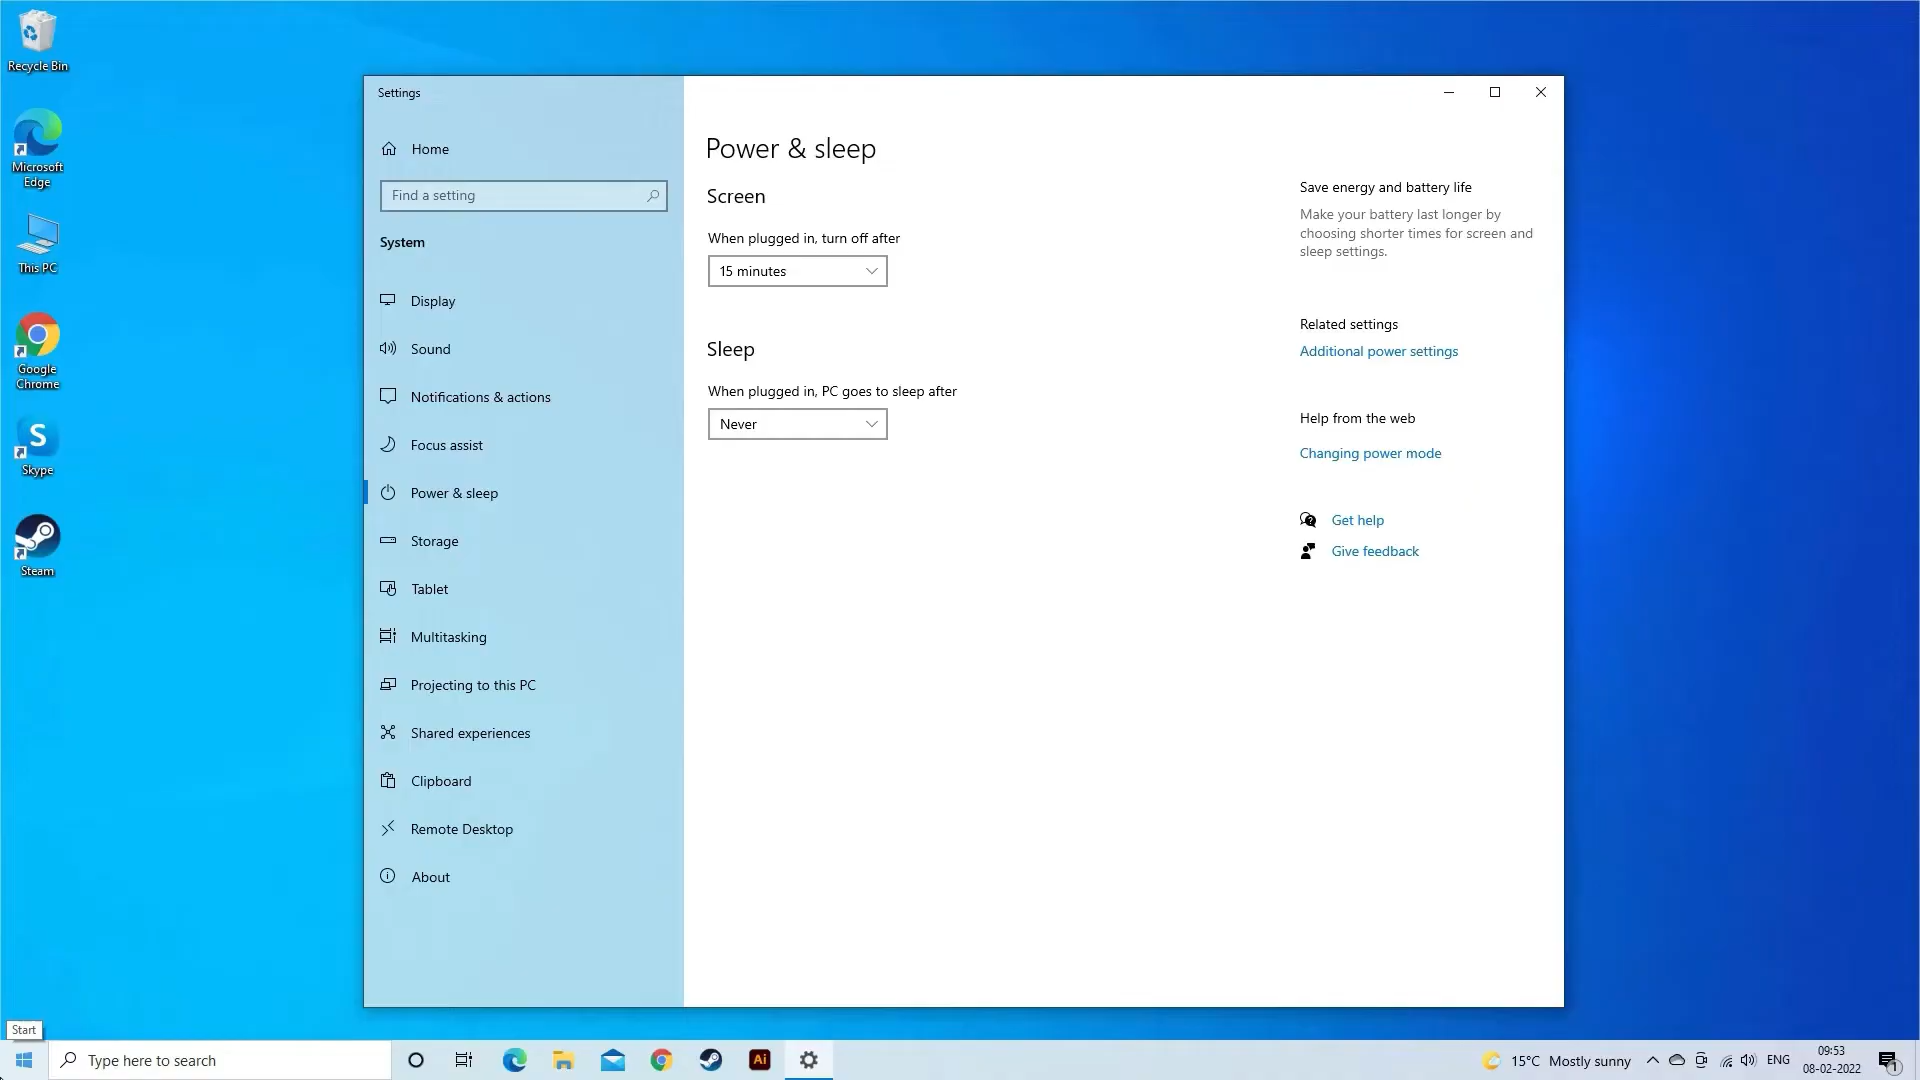 Recycle Bin
Microsoft
Edge
This PC
Google
Chrome
S
Skype
Steam
Settings
Home
Find a setting
System
Display
Sound
Notifications & actions
Focus assist
Power & sleep
Storage
Tablet
Multitasking
Projecting to this PC
Shared experiences
Clipboard
Remote Desktop
About
Power & sleep
Screen
When plugged in, turn off after
15 minutes
Sleep
When plugged in, PC goes to sleep after
Never
Save energy and battery life
Make your battery last longer by
choosing shorter times for screen and
sleep settings.
Related settings
Additional power settings
Help from the web
Changing power mode
Get help
Give feedback
Start
Type here to search
Ai
15°C Mostly sunny
ENG
09:53
08-02-2022
1